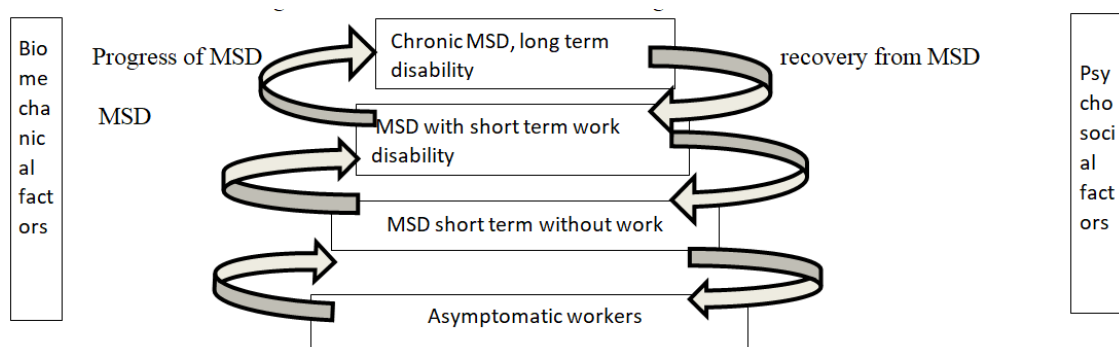 Bio
me
cha
nic
al
fact
ors
Progress of MSD
MSD
Chronic MSD, long term
disability
MSD with short term work
disability
MSD short term without work
Asymptomatic workers
recovery from MSD
Psy
cho
soci
al
fact
ors